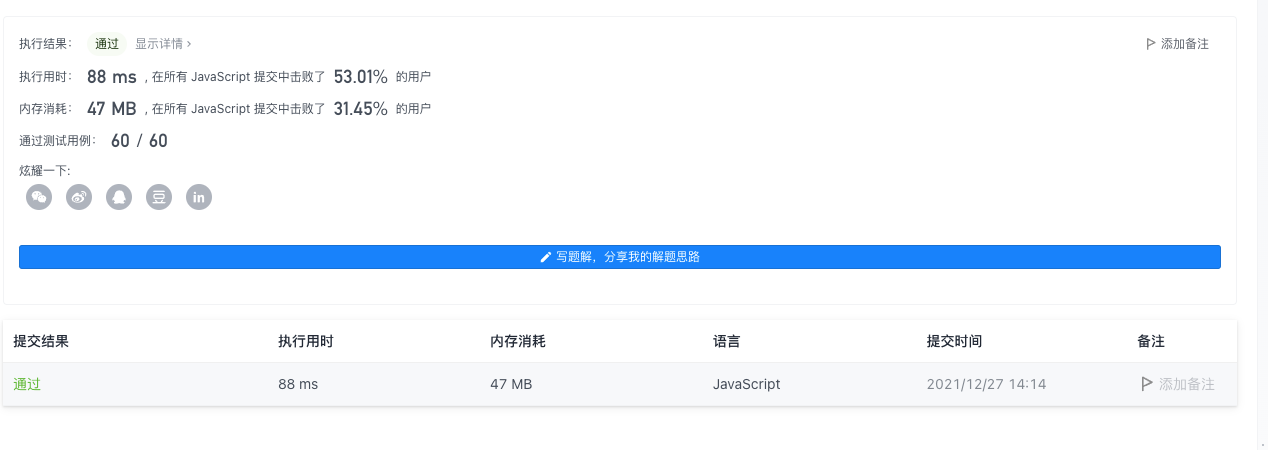 执行结果： 通过 显示详情 › 添加备注
执行用时： 88 ms , 在所有 JavaScript 提交中击败了 53.01% 的用户
内存消耗： 47 MB , 在所有 JavaScript 提交中击败了 31.45% 的用户
通过测试用例： 60 / 60
炫耀一下:
豆 in
写题解，分享我的解题思路
提交结果 执行用时 内存消耗 语言 提交时间 备注
通过 88 ms 47 MB JavaScript 2021/12/27 14:14 添加备注